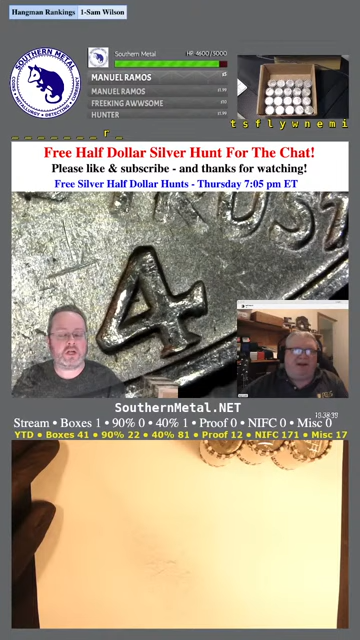 Hangman Rankings 1-Sam Wilson
SOUTHERN METAL
Southern Metal HP: 4600/5000
MANUEL RAMOS
MANUEL RAMOS
FREEKING AWWSOME
HUNTER
t s f l y w n e m i
_ _ _ _ _ _ r _
Free Half Dollar Silver Hunt For The Chat!
Please like & subscribe - and thanks for watching!
Free Silver Half Dollar Hunts - Thursday 7:05 pm ET
TRUST
4
SouthernMetal.NET
Stream • Boxes 1 • 90% 0 • 40% 1 • Proof 0 • NIFC 0 • Misc 0
YTD • Boxes 41 • 90% 22 • 40% 81 • Proof 12 • NIFC 171 • Misc 17